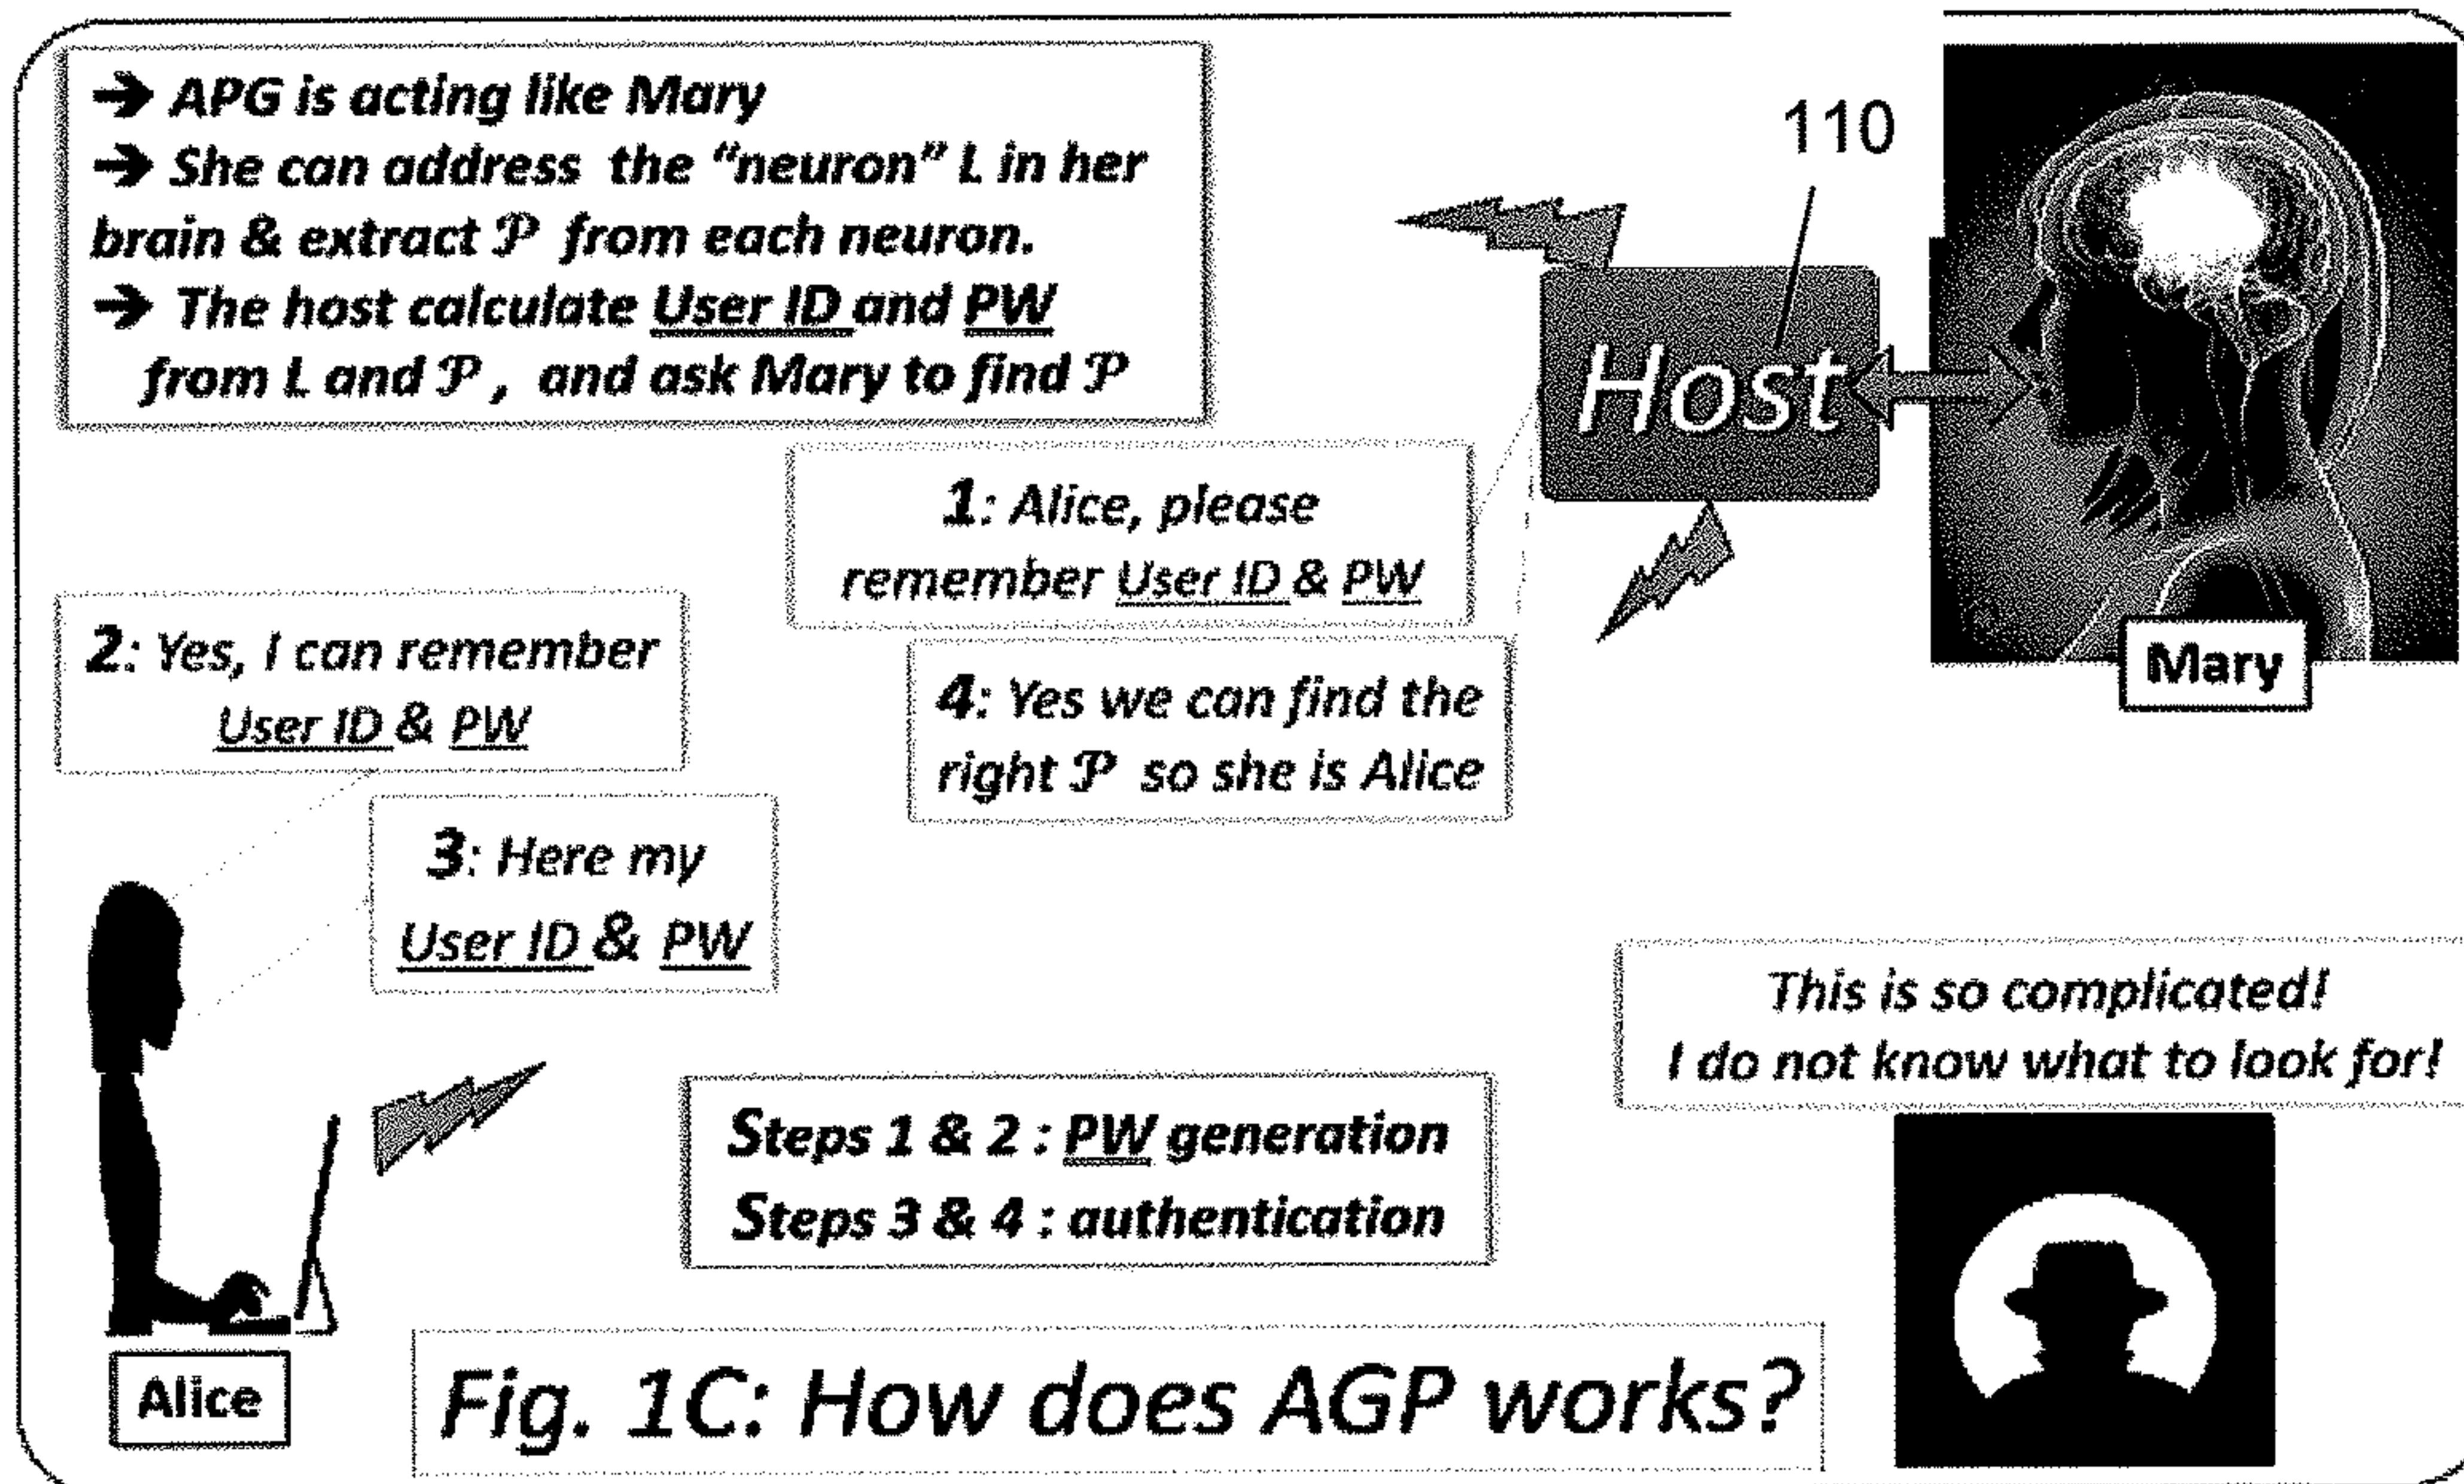 → APG is acting like Mary
→ She can address the “neuron” L in her
brain & extract 𝒫 from each neuron.
→ The host calculate User ID and PW
from L and 𝒫 , and ask Mary to find 𝒫
110
Host
Mary
1: Alice, please
remember User ID & PW
2: Yes, I can remember
User ID & PW
4: Yes we can find the
right 𝒫 so she is Alice
3: Here my
User ID & PW
This is so complicated!
I do not know what to look for!
Steps 1 & 2 : PW generation
Steps 3 & 4 : authentication
Alice
Fig. 1C: How does AGP works?